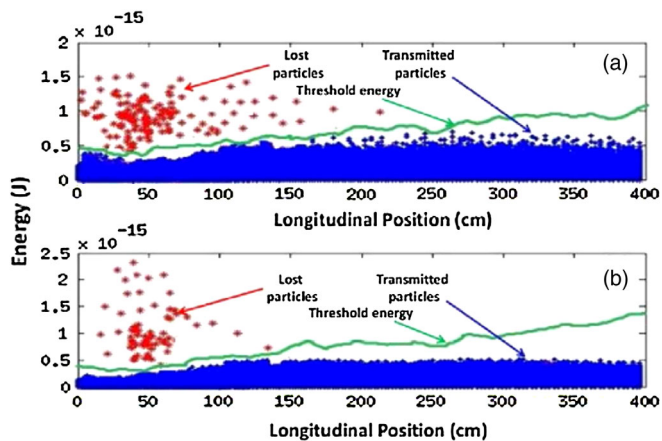 × 10 -15
2
1.5
1
0.5
0
Lost
particles
Transmitted
particles
Threshold energy
(a)
0 50 100 150 200 250 300 350 400
Longitudinal Position (cm)
Energy (J)
× 10 -15
2.5
2
1.5
1
0.5
0
Lost
particles
Transmitted
particles
Threshold energy
(b)
0 50 100 150 200 250 300 350 400
Longitudinal Position (cm)